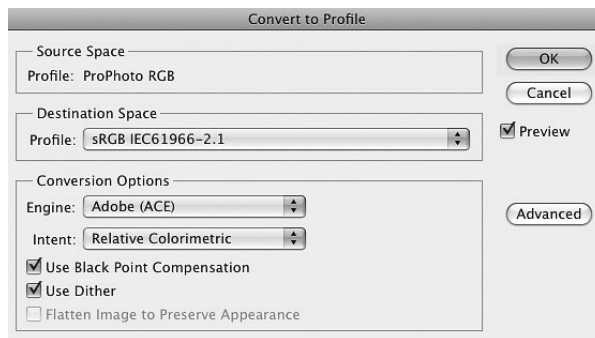 Convert to Profile
Source Space
Profile: ProPhoto RGB
OK
Cancel
Destination Space
Profile: sRGB IEC61966-2.1
Preview
Conversion Options
Engine: Adobe (ACE)
Advanced
Intent: Relative Colorimetric
Use Black Point Compensation
Use Dither
Flatten Image to Preserve Appearance